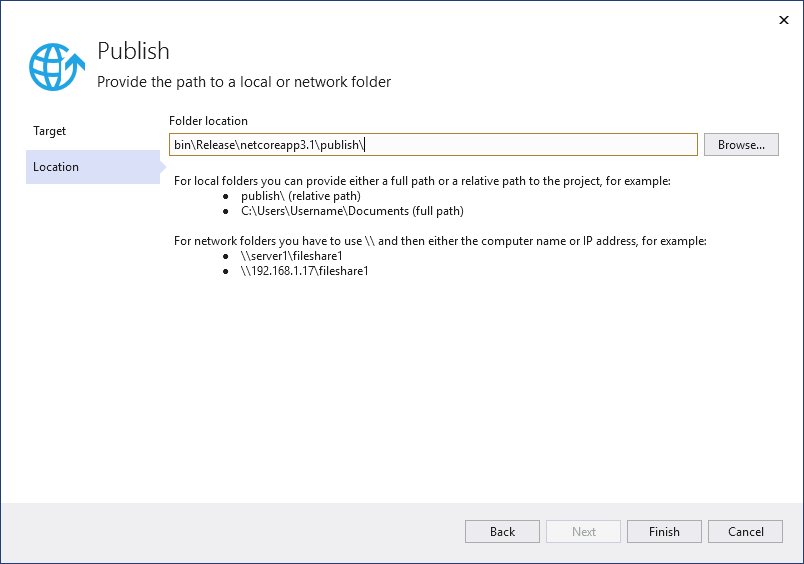 Publish
Provide the path to a local or network folder
Target
Location
Folder location
bin\Release\netcoreapp3.1\publish\
Browse...
For local folders you can provide either a full path or a relative path to the project, for example:
● publish\ (relative path)
● C:\Users\Username\Documents (full path)
For network folders you have to use \\ and then either the computer name or IP address, for example:
● \\server1\fileshare1
● \\192.168.1.17\fileshare1
Back
Next
Finish
Cancel